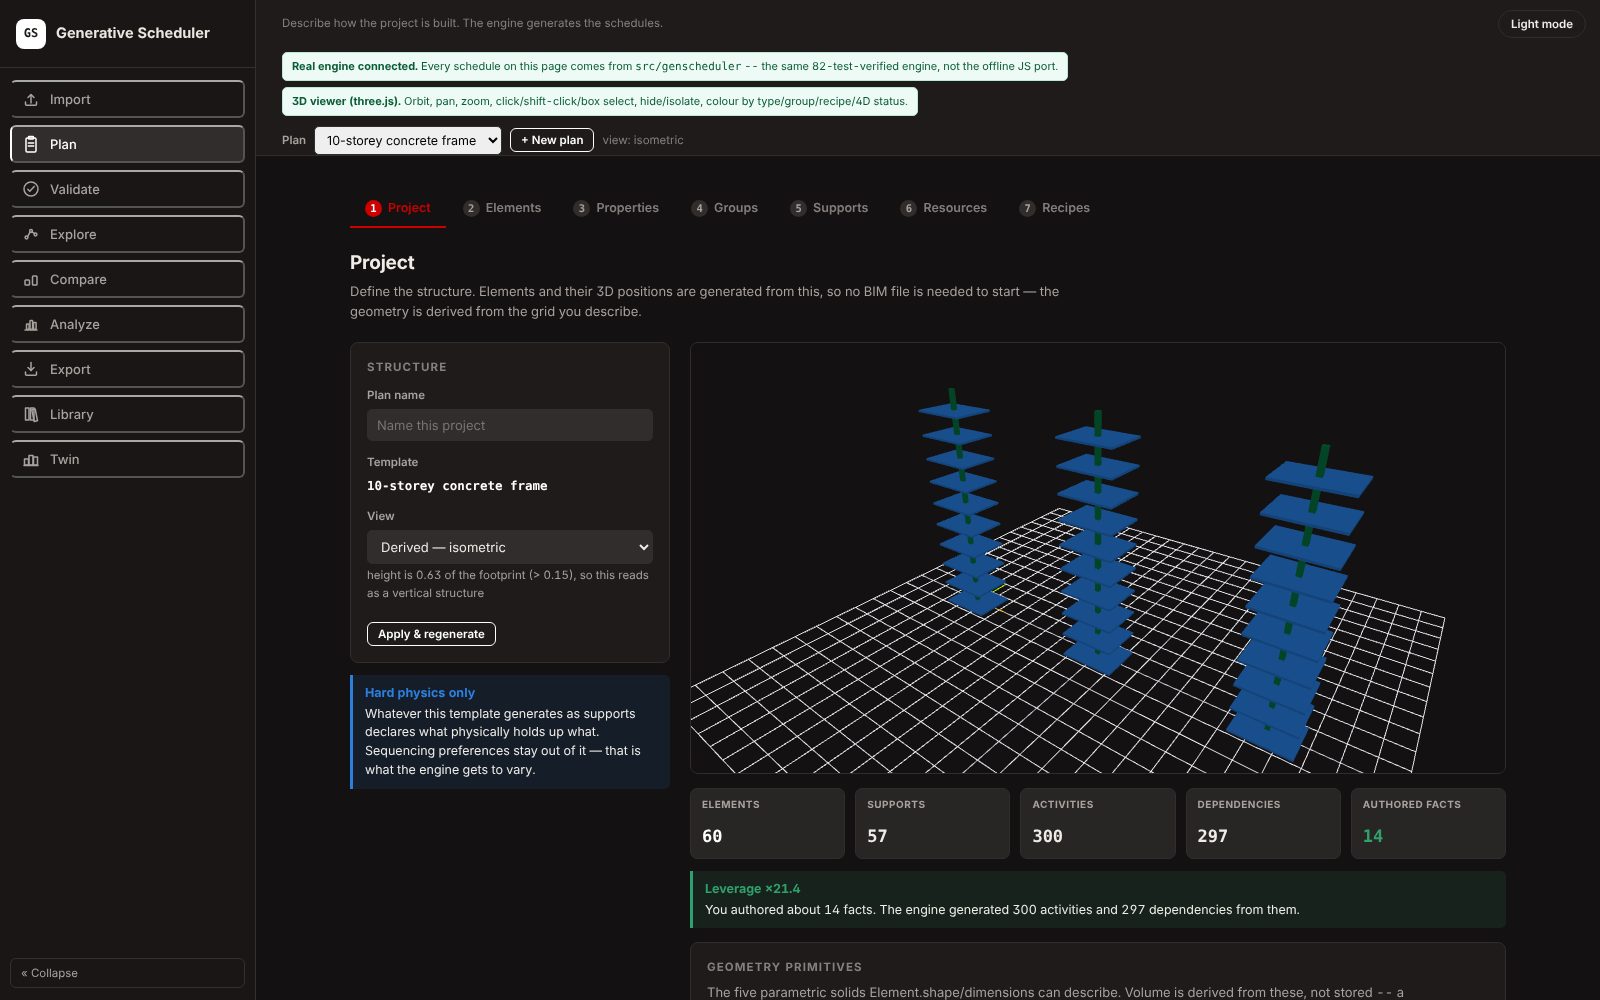 GS Generative Scheduler
Import
Plan
Validate
Explore
Compare
Analyze
Export
Library
Twin
« Collapse
Describe how the project is built. The engine generates the schedules.
Light mode
Real engine connected. Every schedule on this page comes from src/genscheduler -- the same 82-test-verified engine, not the offline JS port.
3D viewer (three.js). Orbit, pan, zoom, click/shift-click/box select, hide/isolate, colour by type/group/recipe/4D status.
Plan 10-storey concrete frame + New plan view: isometric
1 Project 2 Elements 3 Properties 4 Groups 5 Supports 6 Resources 7 Recipes
Project
Define the structure. Elements and their 3D positions are generated from this, so no BIM file is needed to start — the
geometry is derived from the grid you describe.
STRUCTURE
Plan name
Name this project
Template
10-storey concrete frame
View
Derived — isometric
height is 0.63 of the footprint (> 0.15), so this reads
as a vertical structure
Apply & regenerate
Hard physics only
Whatever this template generates as supports
declares what physically holds up what.
Sequencing preferences stay out of it — that is
what the engine gets to vary.
ELEMENTS SUPPORTS ACTIVITIES DEPENDENCIES AUTHORED FACTS
60 57 300 297 14
Leverage ×21.4
You authored about 14 facts. The engine generated 300 activities and 297 dependencies from them.
GEOMETRY PRIMITIVES
The five parametric solids Element.shape/dimensions can describe. Volume is derived from these, not stored -- a